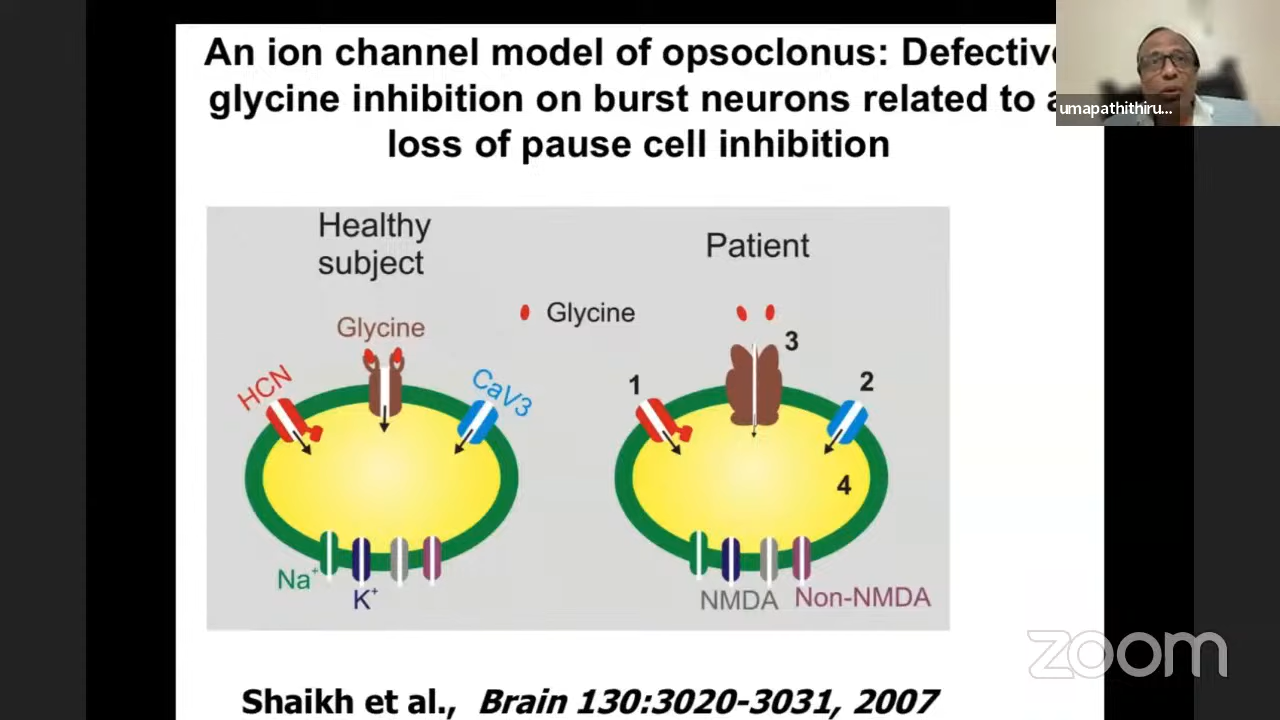 An ion channel model of opsoclonus: Defective
glycine inhibition on burst neurons related to a
loss of pause cell inhibition
umapathithiru...
Healthy
subject
Patient
Glycine
Glycine
3
HCN
CaV3
1
2
4
Na+
K+
NMDA
Non-NMDA
zoom
Shaikh et al., Brain 130:3020-3031, 2007